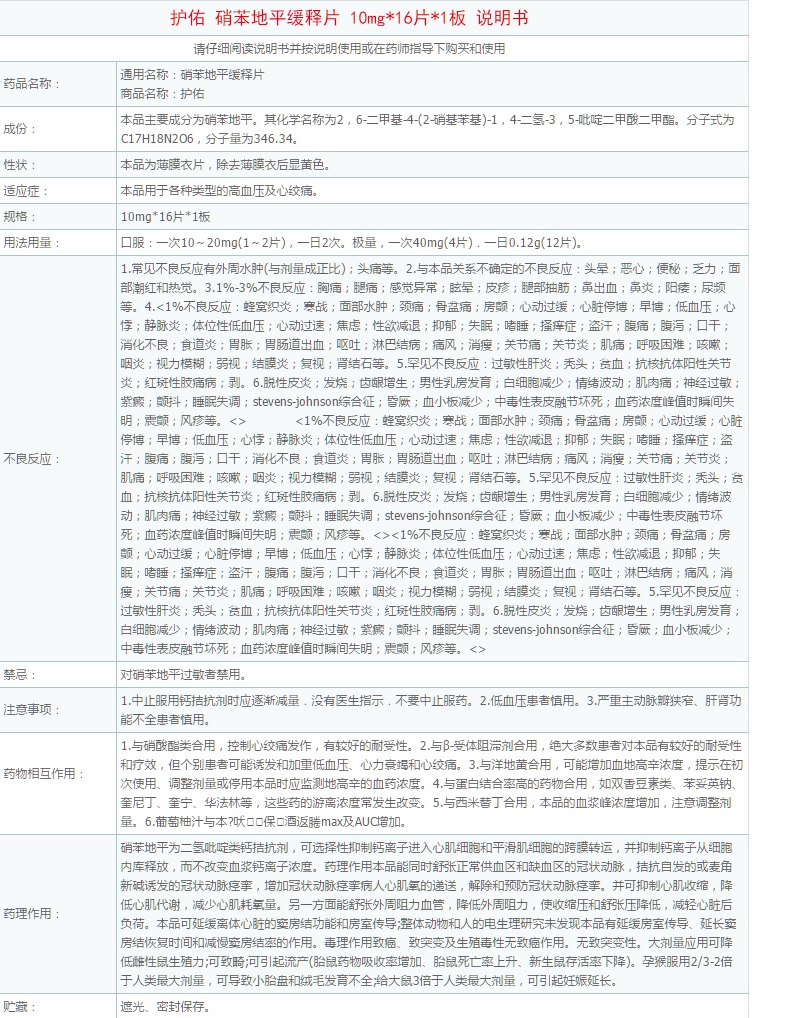 护佑 硝苯地平缓释片 10mg*16片*1板 说明书
请仔细阅读说明书并按说明使用或在药师指导下购买和使用
药品名称：
通用名称：硝苯地平缓释片
商品名称：护佑
成份：
本品主要成分为硝苯地平。其化学名称为2，6-二甲基-4-(2-硝基苯基)-1，4-二氢-3，5-吡啶二甲酸二甲酯。分子式为
C17H18N2O6，分子量为346.34。
性状：
本品为薄膜衣片，除去薄膜衣后显黄色。
适应症：
本品用于各种类型的高血压及心绞痛。
规格：
10mg*16片*1板
用法用量：
口服：一次10～20mg(1～2片)，一日2次。极量，一次40mg(4片)．一日0.12g(12片)。
不良反应：
1.常见不良反应有外周水肿(与剂量成正比)；头痛等。2.与本品关系不确定的不良反应：头晕；恶心；便秘；乏力；面
部潮红和热觉。3.1%-3%不良反应：胸痛；腿痛；感觉异常；眩晕；皮疹；腿部抽筋；鼻出血；鼻炎；阳痿；尿频
等。4.<1%不良反应：蜂窝织炎；寒战；面部水肿；颈痛；骨盆痛；房颤；心动过缓；心脏停博；早博；低血压；心
悸；静脉炎；体位性低血压；心动过速；焦虑；性欲减退；抑郁；失眠；嗜睡；搔痒症；盗汗；腹痛；腹泻；口干；
消化不良；食道炎；胃胀；胃肠道出血；呕吐；淋巴结病；痛风；消瘦；关节痛；关节炎；肌痛；呼吸困难；咳嗽；
咽炎；视力模糊；弱视；结膜炎；复视；肾结石等。5.罕见不良反应：过敏性肝炎；秃头；贫血；抗核抗体阳性关节
炎；红斑性胶痛病；剥。6.脱性皮炎；发烧；齿龈增生；男性乳房发育；白细胞减少；情绪波动；肌肉痛；神经过敏；
紫癜；颤抖；睡眠失调；stevens-johnson综合征；昏厥；血小板减少；中毒性表皮融节坏死；血药浓度峰值时瞬间失
明；震颤；风疹等。<> <1%不良反应：蜂窝织炎；寒战；面部水肿；颈痛；骨盆痛；房颤；心动过缓；心脏
停博；早博；低血压；心悸；静脉炎；体位性低血压；心动过速；焦虑；性欲减退；抑郁；失眠；嗜睡；搔痒症；盗
汗；腹痛；腹泻；口干；消化不良；食道炎；胃胀；胃肠道出血；呕吐；淋巴结病；痛风；消瘦；关节痛；关节炎；
肌痛；呼吸困难；咳嗽；咽炎；视力模糊；弱视；结膜炎；复视；肾结石等。5.罕见不良反应：过敏性肝炎；秃头；贫
血；抗核抗体阳性关节炎；红斑性胶痛病；剥。6.脱性皮炎；发烧；齿龈增生；男性乳房发育；白细胞减少；情绪波
动；肌肉痛；神经过敏；紫癜；颤抖；睡眠失调；stevens-johnson综合征；昏厥；血小板减少；中毒性表皮融节坏
死；血药浓度峰值时瞬间失明；震颤；风疹等。<><1%不良反应：蜂窝织炎；寒战；面部水肿；颈痛；骨盆痛；房
颤；心动过缓；心脏停博；早博；低血压；心悸；静脉炎；体位性低血压；心动过速；焦虑；性欲减退；抑郁；失
眠；嗜睡；搔痒症；盗汗；腹痛；腹泻；口干；消化不良；食道炎；胃胀；胃肠道出血；呕吐；淋巴结病；痛风；消
瘦；关节痛；关节炎；肌痛；呼吸困难；咳嗽；咽炎；视力模糊；弱视；结膜炎；复视；肾结石等。5.罕见不良反应：
过敏性肝炎；秃头；贫血；抗核抗体阳性关节炎；红斑性胶痛病；剥。6.脱性皮炎；发烧；齿龈增生；男性乳房发育；
白细胞减少；情绪波动；肌肉痛；神经过敏；紫癜；颤抖；睡眠失调；stevens-johnson综合征；昏厥；血小板减少；
中毒性表皮融节坏死；血药浓度峰值时瞬间失明；震颤；风疹等。<>
禁忌：
对硝苯地平过敏者禁用。
注意事项：
1.中止服用钙拮抗剂时应逐渐减量．没有医生指示．不要中止服药。2.低血压患者慎用。3.严重主动脉瓣狭窄、肝肾功
能不全患者慎用。
药物相互作用：
1.与硝酸酯类合用，控制心绞痛发作，有较好的耐受性。2.与β-受体阻滞剂合用，绝大多数患者对本品有较好的耐受性
和疗效，但个别患者可能诱发和加重低血压、心力衰竭和心绞痛。3.与洋地黄合用，可能增加血地高辛浓度，提示在初
次使用、调整剂量或停用本品时应监测地高辛的血药浓度。4.与蛋白结合率高的药物合用，如双香豆素类、苯妥英钠、
奎尼丁、奎宁、华法林等，这些药的游离浓度常发生改变。5.与西米替丁合用，本品的血浆峰浓度增加，注意调整剂
量。6.葡萄柚汁与本?吠□□保□酒返腃max及AUC增加。
药理作用：
硝苯地平为二氢吡啶类钙拮抗剂，可选择性抑制钙离子进入心肌细胞和平滑肌细胞的跨膜转运，并抑制钙离子从细胞
内库释放，而不改变血浆钙离子浓度。药理作用本品能同时舒张正常供血区和缺血区的冠状动脉，拮抗自发的或麦角
新碱诱发的冠状动脉痉挛，增加冠状动脉痉挛病人心肌氧的递送，解除和预防冠状动脉痉挛。并可抑制心肌收缩，降
低心肌代谢，减少心肌耗氧量。另一方面能舒张外周阻力血管，降低外周阻力，使收缩压和舒张压降低，减轻心脏后
负荷。本品可延缓离体心脏的窦房结功能和房室传导;整体动物和人的电生理研究未发现本品有延缓房室传导、延长窦
房结恢复时间和减慢窦房结率的作用。毒理作用致癌、致突变及生殖毒性无致癌作用。无致突变性。大剂量应用可降
低雌性鼠生殖力;可致畸;可引起流产(胎鼠药物吸收率增加、胎鼠死亡率上升、新生鼠存活率下降)。孕猴服用2/3-2倍
于人类最大剂量，可导致小胎盘和绒毛发育不全;给大鼠3倍于人类最大剂量，可引起妊娠延长。
贮藏：
遮光、密封保存。